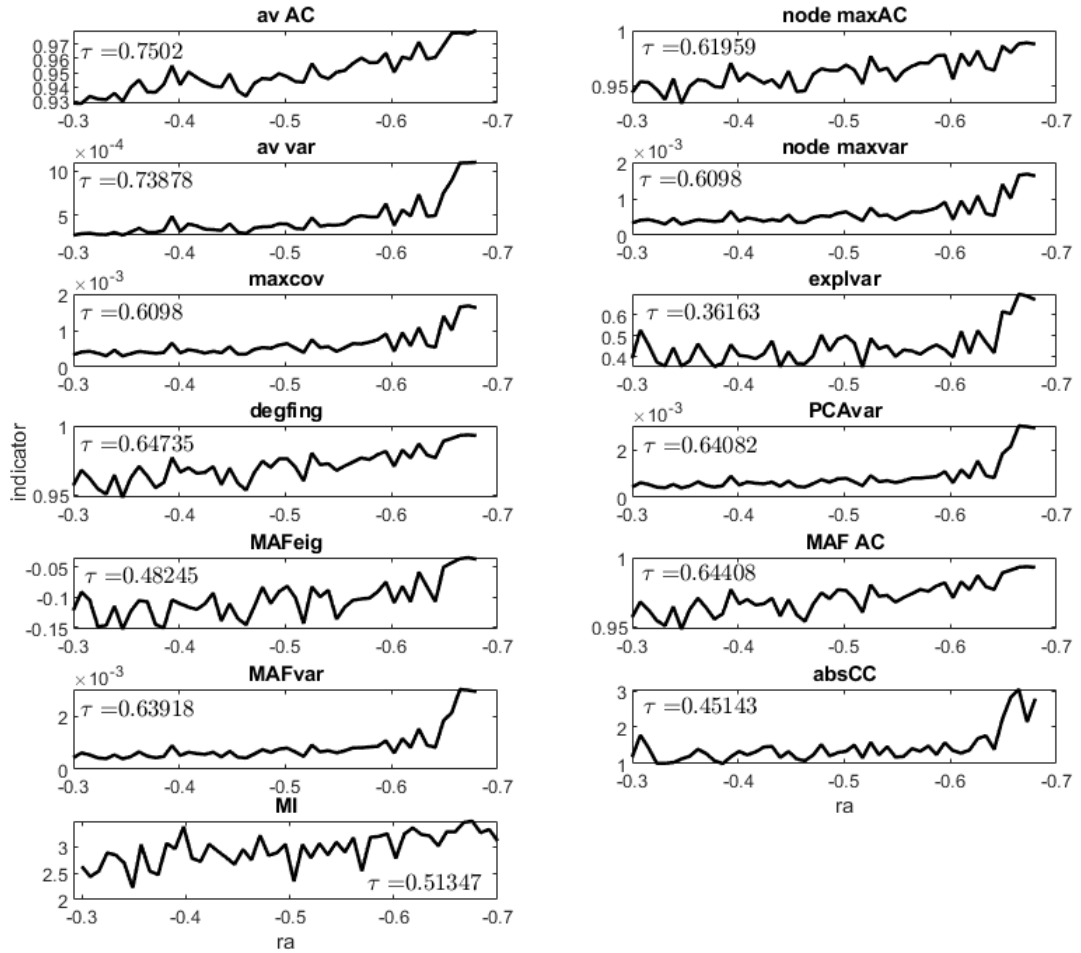 av AC
τ =0.7502
0.97
0.96
0.95
0.94
0.93
-0.3 -0.4 -0.5 -0.6 -0.7
node maxAC
τ =0.61959
1
0.95
-0.3 -0.4 -0.5 -0.6 -0.7
av var
×10⁻⁴
τ =0.73878
10
5
-0.3 -0.4 -0.5 -0.6 -0.7
node maxvar
×10⁻³
τ =0.6098
2
1
0
-0.3 -0.4 -0.5 -0.6 -0.7
maxcov
×10⁻³
τ =0.6098
2
1
0
-0.3 -0.4 -0.5 -0.6 -0.7
explvar
τ =0.36163
0.6
0.5
0.4
-0.3 -0.4 -0.5 -0.6 -0.7
degfing
τ =0.64735
1
0.95
-0.3 -0.4 -0.5 -0.6 -0.7
indicator
PCAvar
×10⁻³
τ =0.64082
2
0
-0.3 -0.4 -0.5 -0.6 -0.7
MAFeig
τ =0.48245
-0.05
-0.1
-0.15
-0.3 -0.4 -0.5 -0.6 -0.7
MAF AC
τ =0.64408
1
0.95
-0.3 -0.4 -0.5 -0.6 -0.7
MAFvar
×10⁻³
τ =0.63918
2
0
-0.3 -0.4 -0.5 -0.6 -0.7
absCC
τ =0.45143
3
2
1
-0.3 -0.4 -0.5 -0.6 -0.7
ra
MI
3
2.5
2
τ =0.51347
-0.3 -0.4 -0.5 -0.6 -0.7
ra